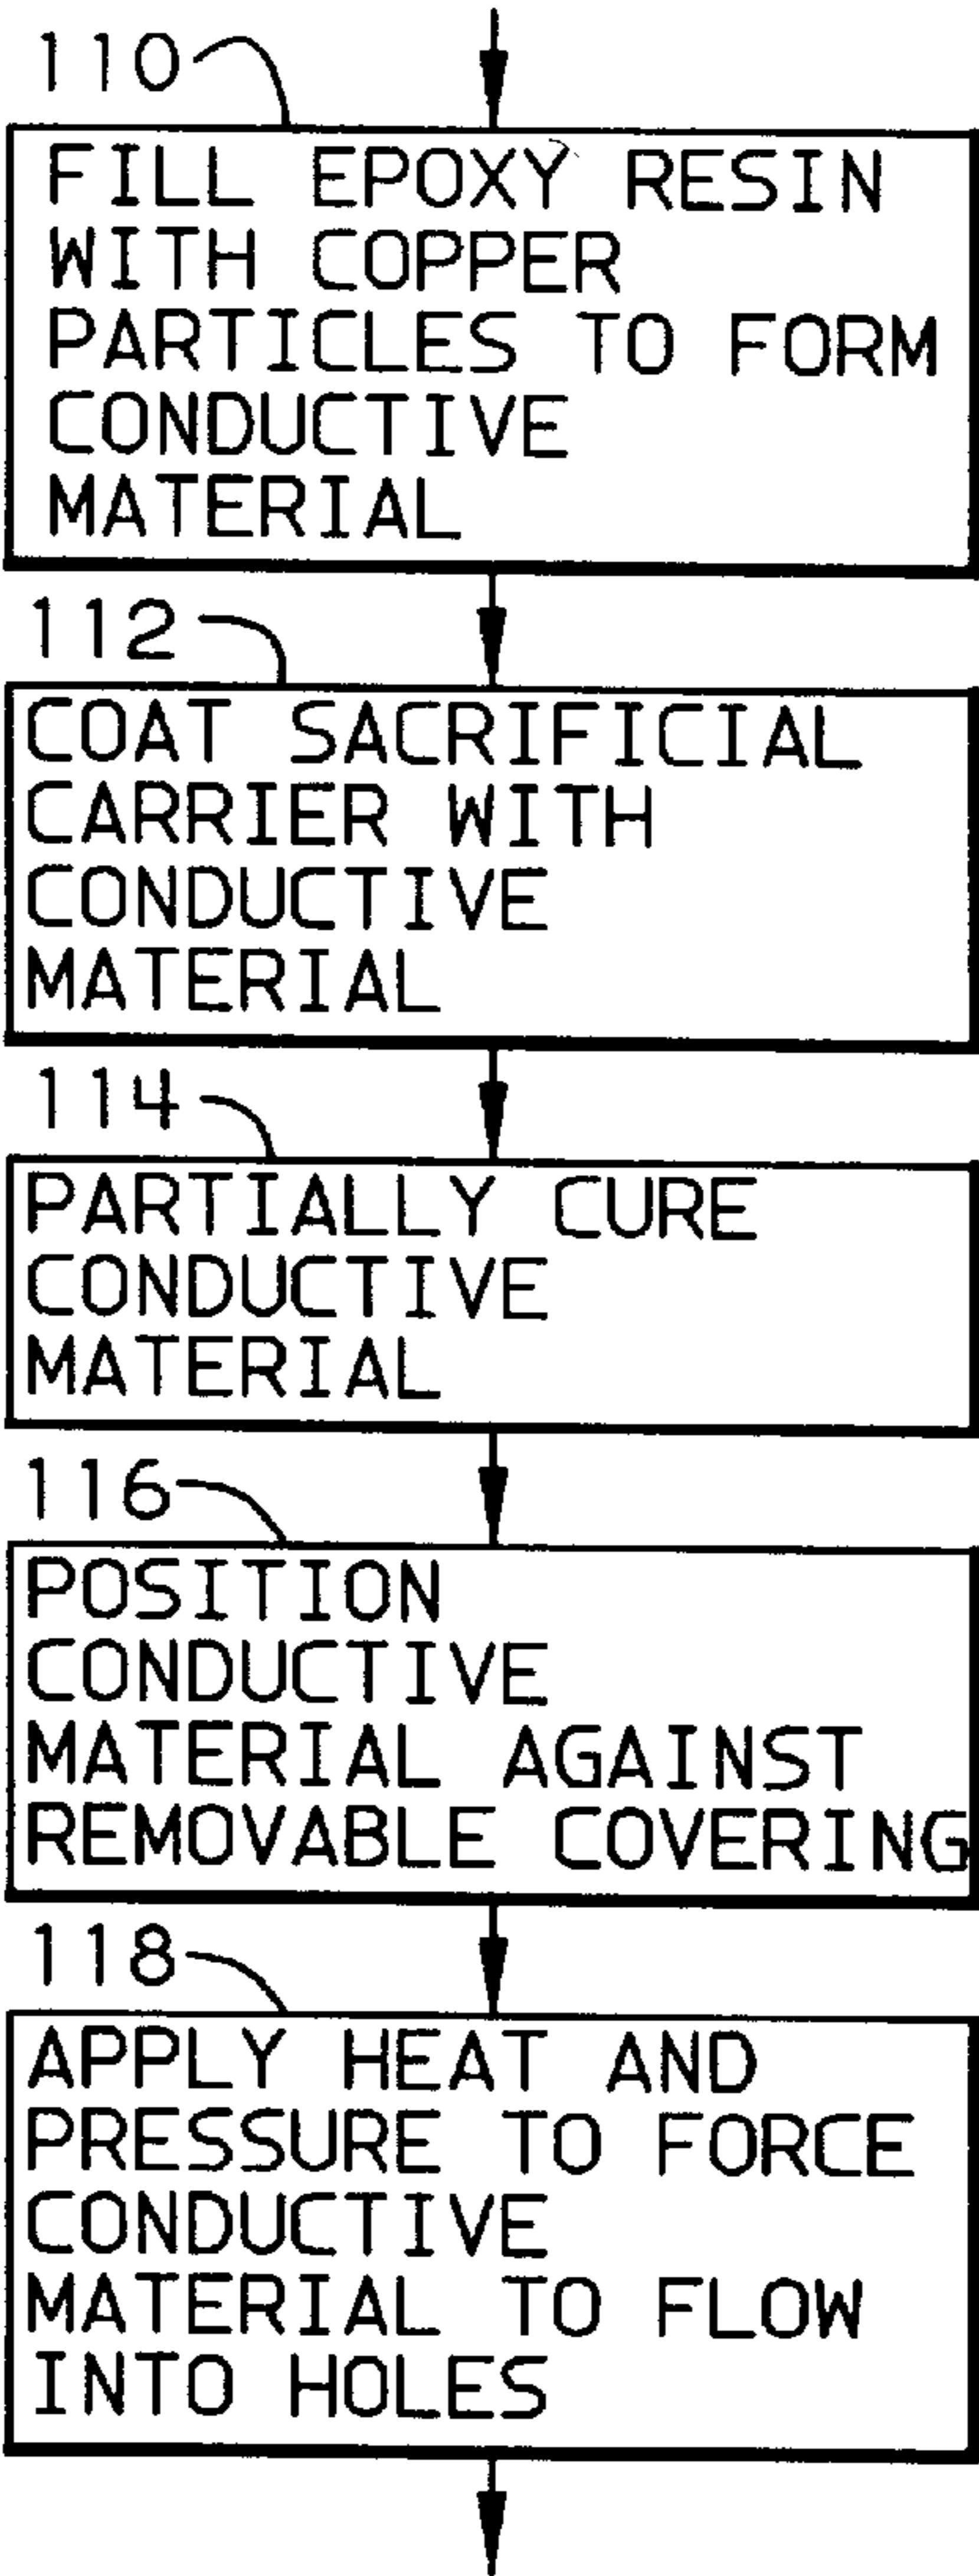 110
FILL EPOXY RESIN
WITH COPPER
PARTICLES TO FORM
CONDUCTIVE
MATERIAL
112
COAT SACRIFICIAL
CARRIER WITH
CONDUCTIVE
MATERIAL
114
PARTIALLY CURE
CONDUCTIVE
MATERIAL
116
POSITION
CONDUCTIVE
MATERIAL AGAINST
REMOVABLE COVERING
118
APPLY HEAT AND
PRESSURE TO FORCE
CONDUCTIVE
MATERIAL TO FLOW
INTO HOLES